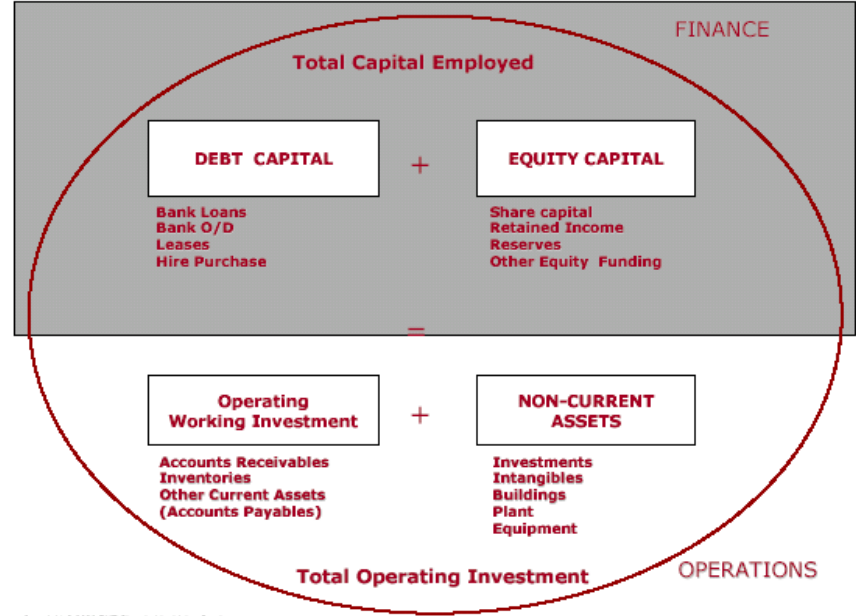 FINANCE
Total Capital Employed
DEBT CAPITAL
+
EQUITY CAPITAL
Bank Loans
Bank O/D
Leases
Hire Purchase
Share capital
Retained Income
Reserves
Other Equity Funding
=
Operating
Working Investment
+
NON-CURRENT
ASSETS
Accounts Receivables
Inventories
Other Current Assets
(Accounts Payables)
Investments
Intangibles
Buildings
Plant
Equipment
Total Operating Investment
OPERATIONS